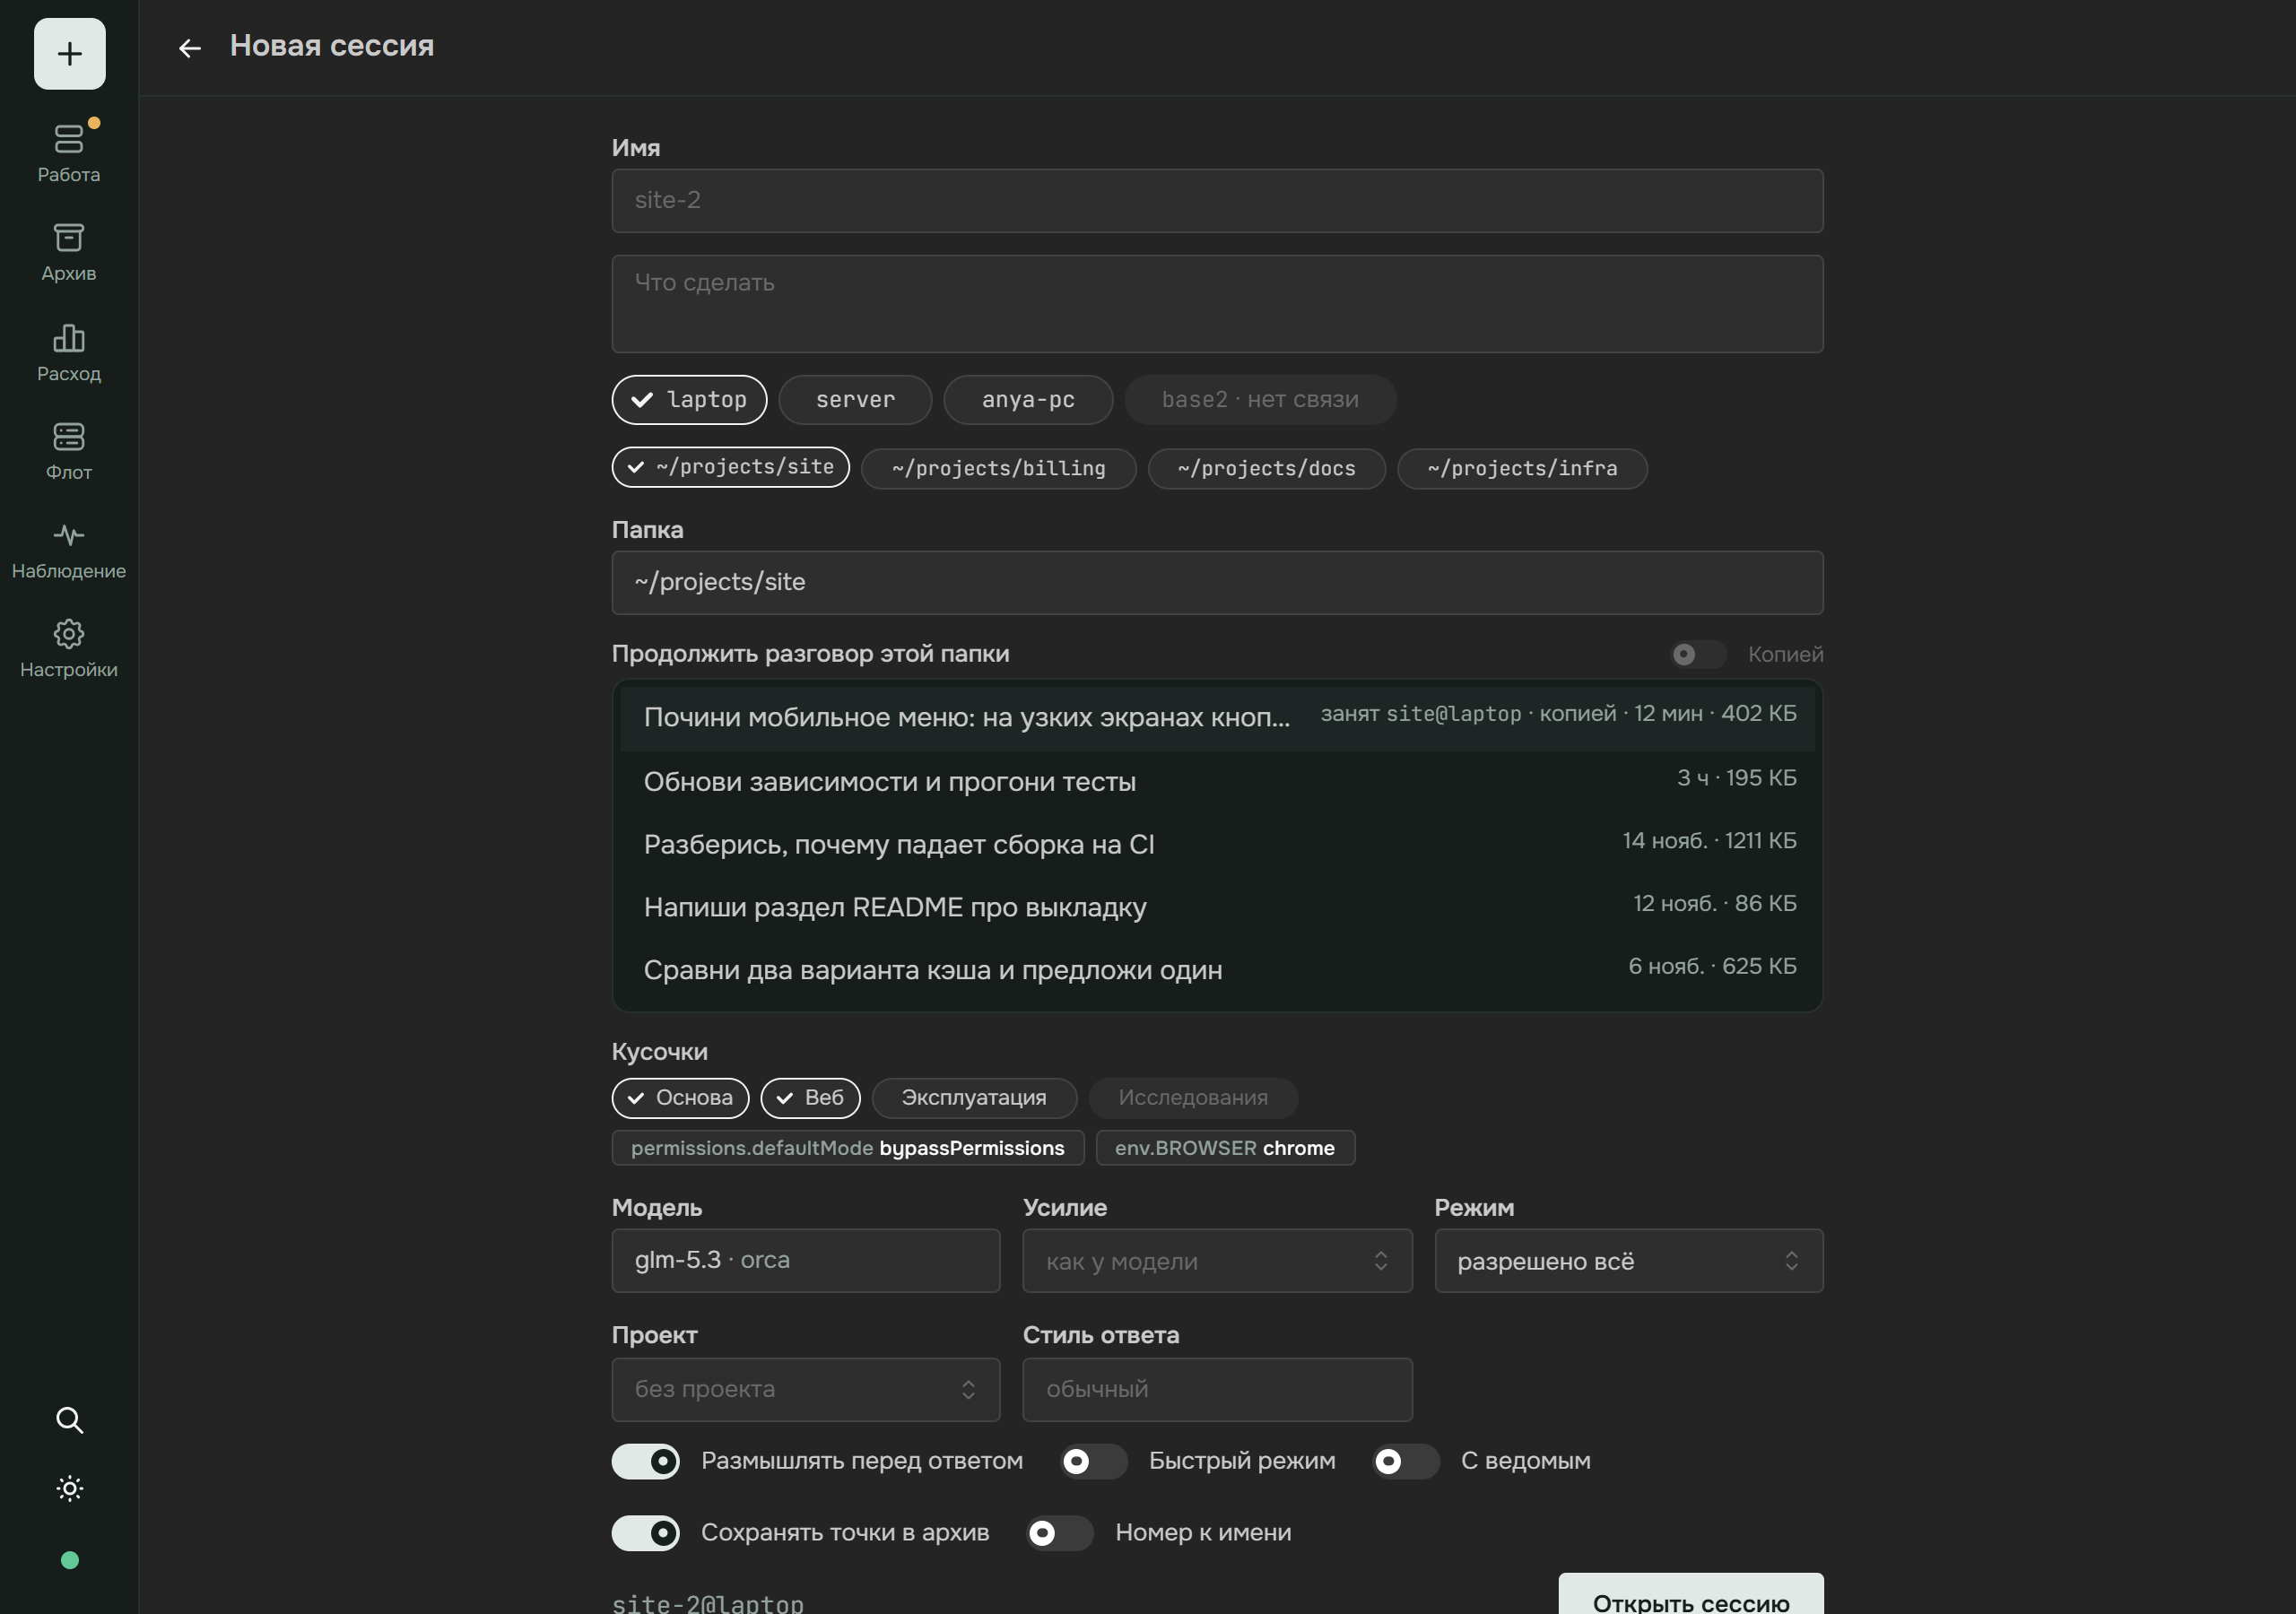 Новая сессия
Работа
Архив
Расход
Флот
Наблюдение
Настройки
Имя
site-2
Что сделать
laptop server anya-pc base2 · нет связи
~/projects/site ~/projects/billing ~/projects/docs ~/projects/infra
Папка
~/projects/site
Продолжить разговор этой папки Копией
Почини мобильное меню: на узких экранах кноп... занят site@laptop · копией · 12 мин · 402 КБ
Обнови зависимости и прогони тесты 3 ч · 195 КБ
Разберись, почему падает сборка на CI 14 нояб. · 1211 КБ
Напиши раздел README про выкладку 12 нояб. · 86 КБ
Сравни два варианта кэша и предложи один 6 нояб. · 625 КБ
Кусочки
Основа Веб Эксплуатация Исследования
permissions.defaultMode bypassPermissions env.BROWSER chrome
Модель Усилие Режим
glm-5.3 · orca как у модели разрешено всё
Проект Стиль ответа
без проекта обычный
Размышлять перед ответом Быстрый режим С ведомым
Сохранять точки в архив Номер к имени
site-2@laptop Открыть сессию